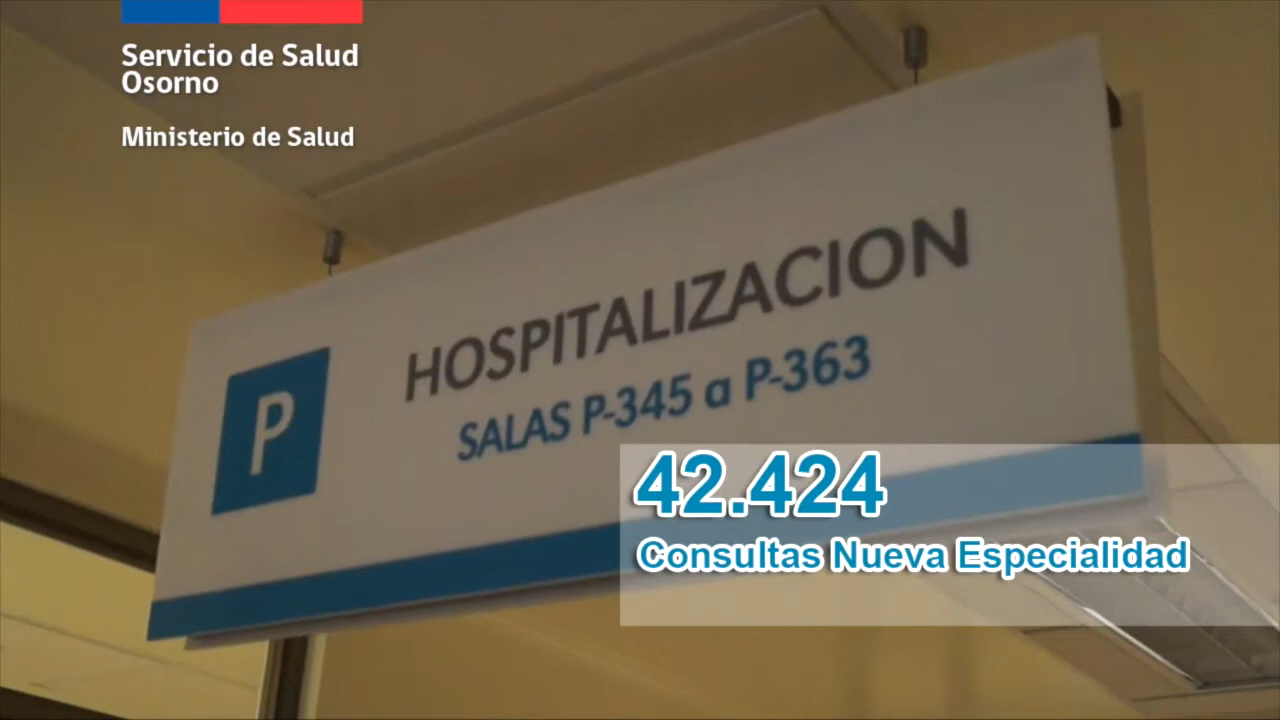 Servicio de Salud
Osorno
Ministerio de Salud
P
HOSPITALIZACION
SALAS P-345 a P-363
42.424
Consultas Nueva Especialidad